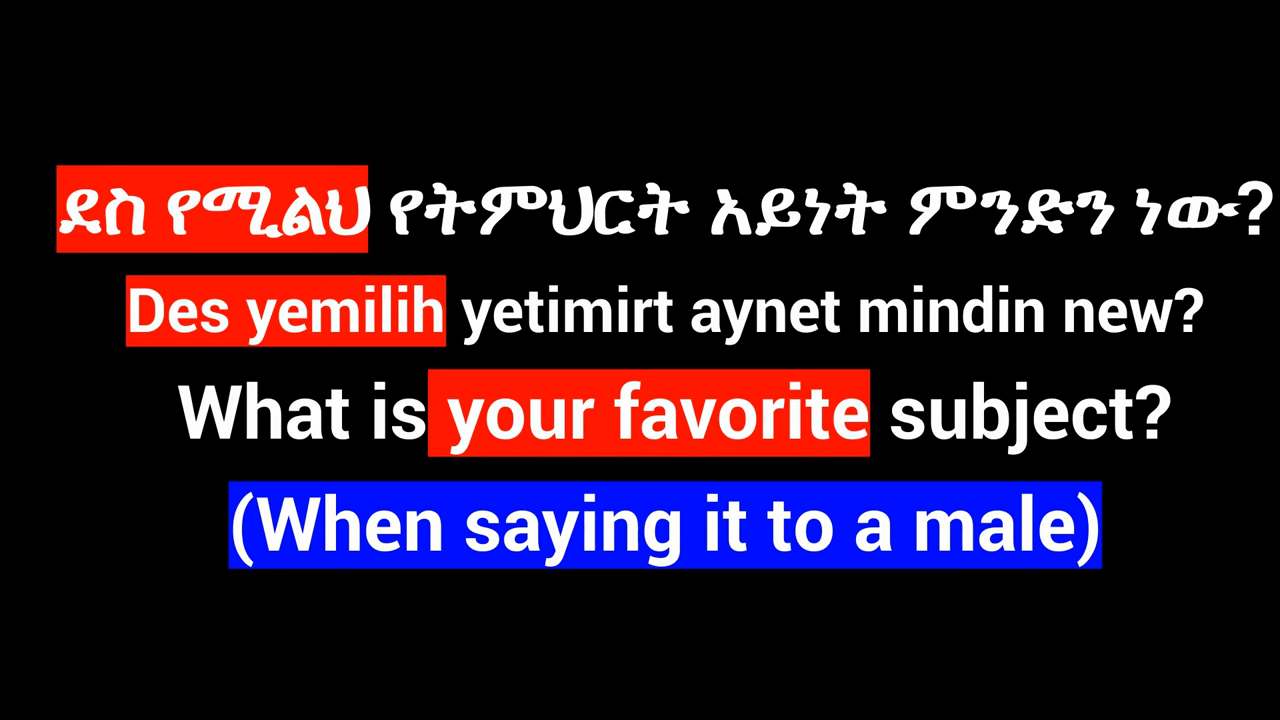 ደስ የሚልህ የትምህርት አይነት ምንድን ነው?
Des yemilih yetimirt aynet mindin new?
What is your favorite subject?
(When saying it to a male)